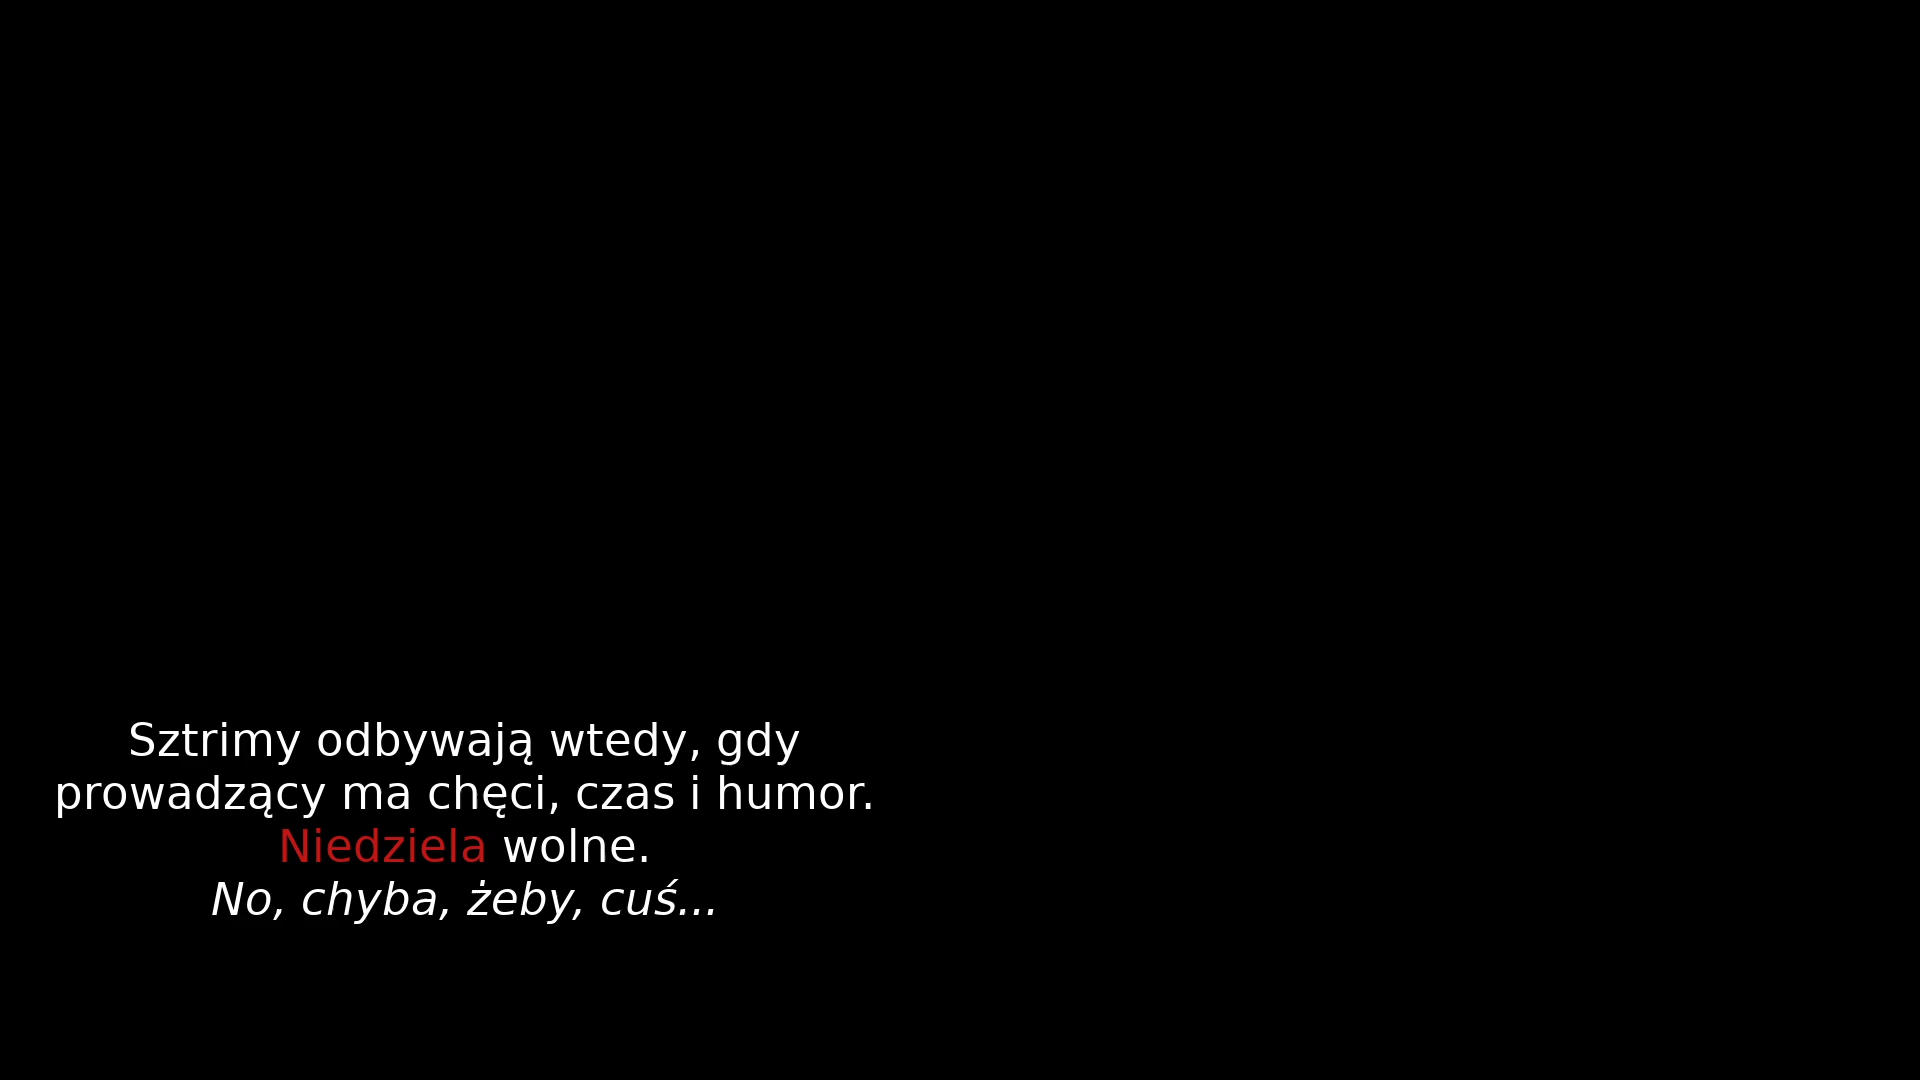 Sztrimy odbywają wtedy, gdy
prowadzący ma chęci, czas i humor.
Niedziela wolne.
No, chyba, żeby, cuś...